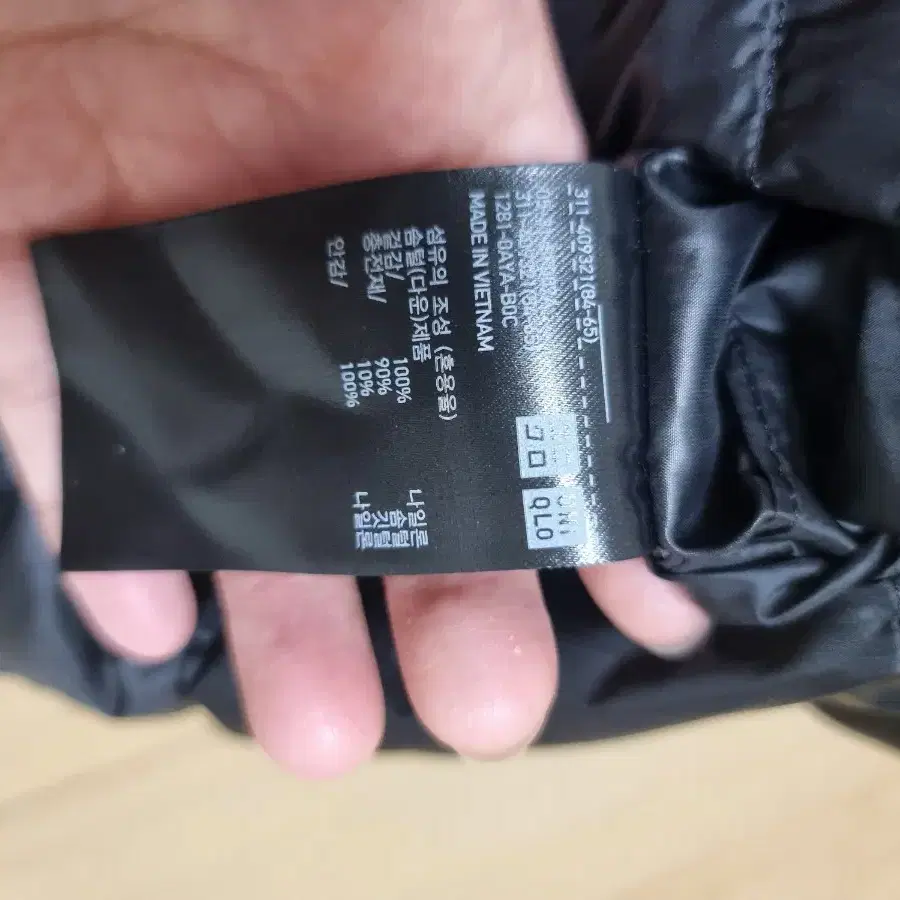 311-409321(84-65)
1281-0AYA-B0C
MADE IN VIETNAM
섬유의 조성 (혼용율)
솜털(다운)제품
겉감/ 100% 나일론
충전재/ 90% 솜털
10% 깃털
안감/ 100% 나일론
クロ
UNI
QLO